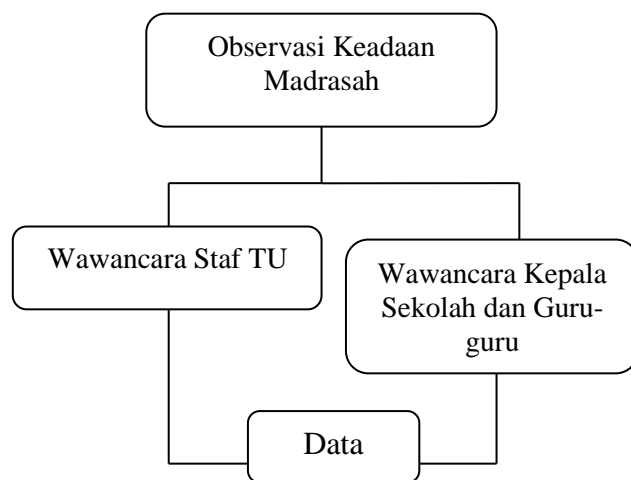 Observasi Keadaan
Madrasah
Wawancara Staf TU
Wawancara Kepala
Sekolah dan Guru-
guru
Data